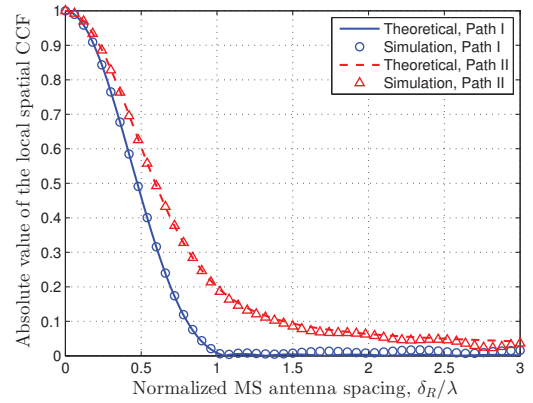 Absolute value of the local spatial CCF
1
0.9
0.8
0.7
0.6
0.5
0.4
0.3
0.2
0.1
0
Theoretical, Path I
Simulation, Path I
Theoretical, Path II
Simulation, Path II
0 0.5 1 1.5 2 2.5 3
Normalized MS antenna spacing, δ_R/λ